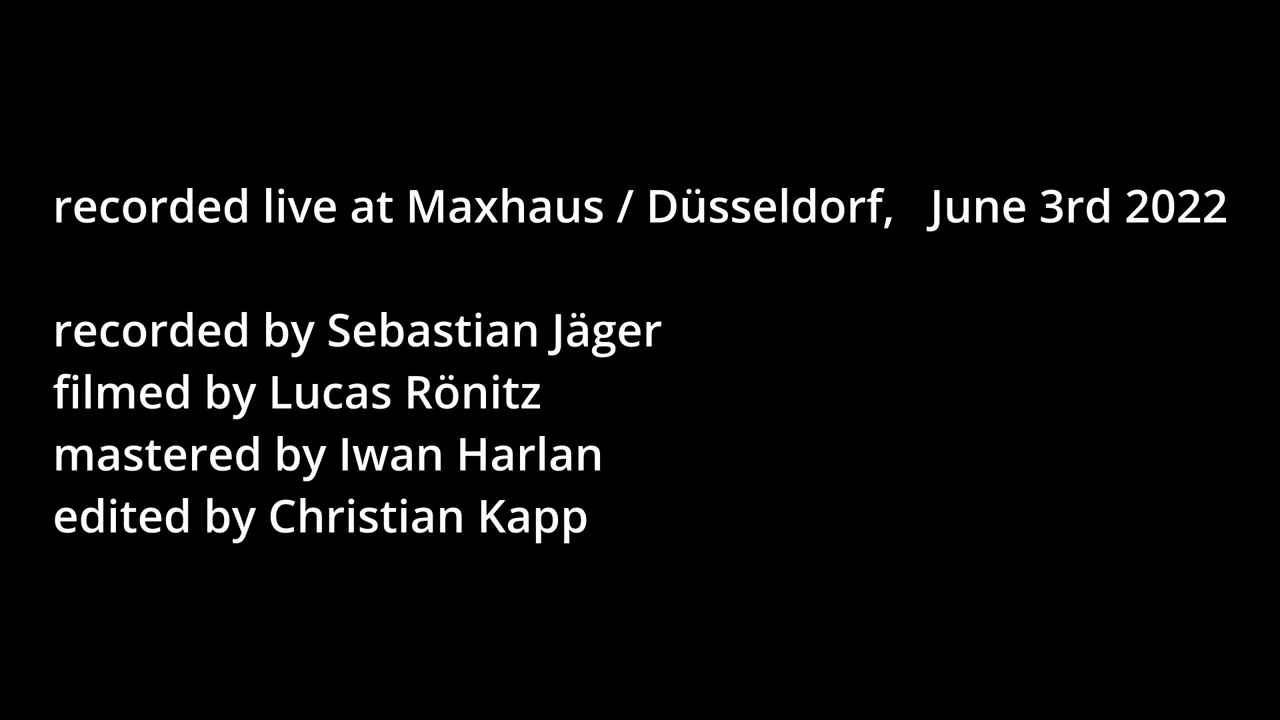 recorded live at Maxhaus / Düsseldorf,   June 3rd 2022
recorded by Sebastian Jäger
filmed by Lucas Rönitz
mastered by Iwan Harlan
edited by Christian Kapp